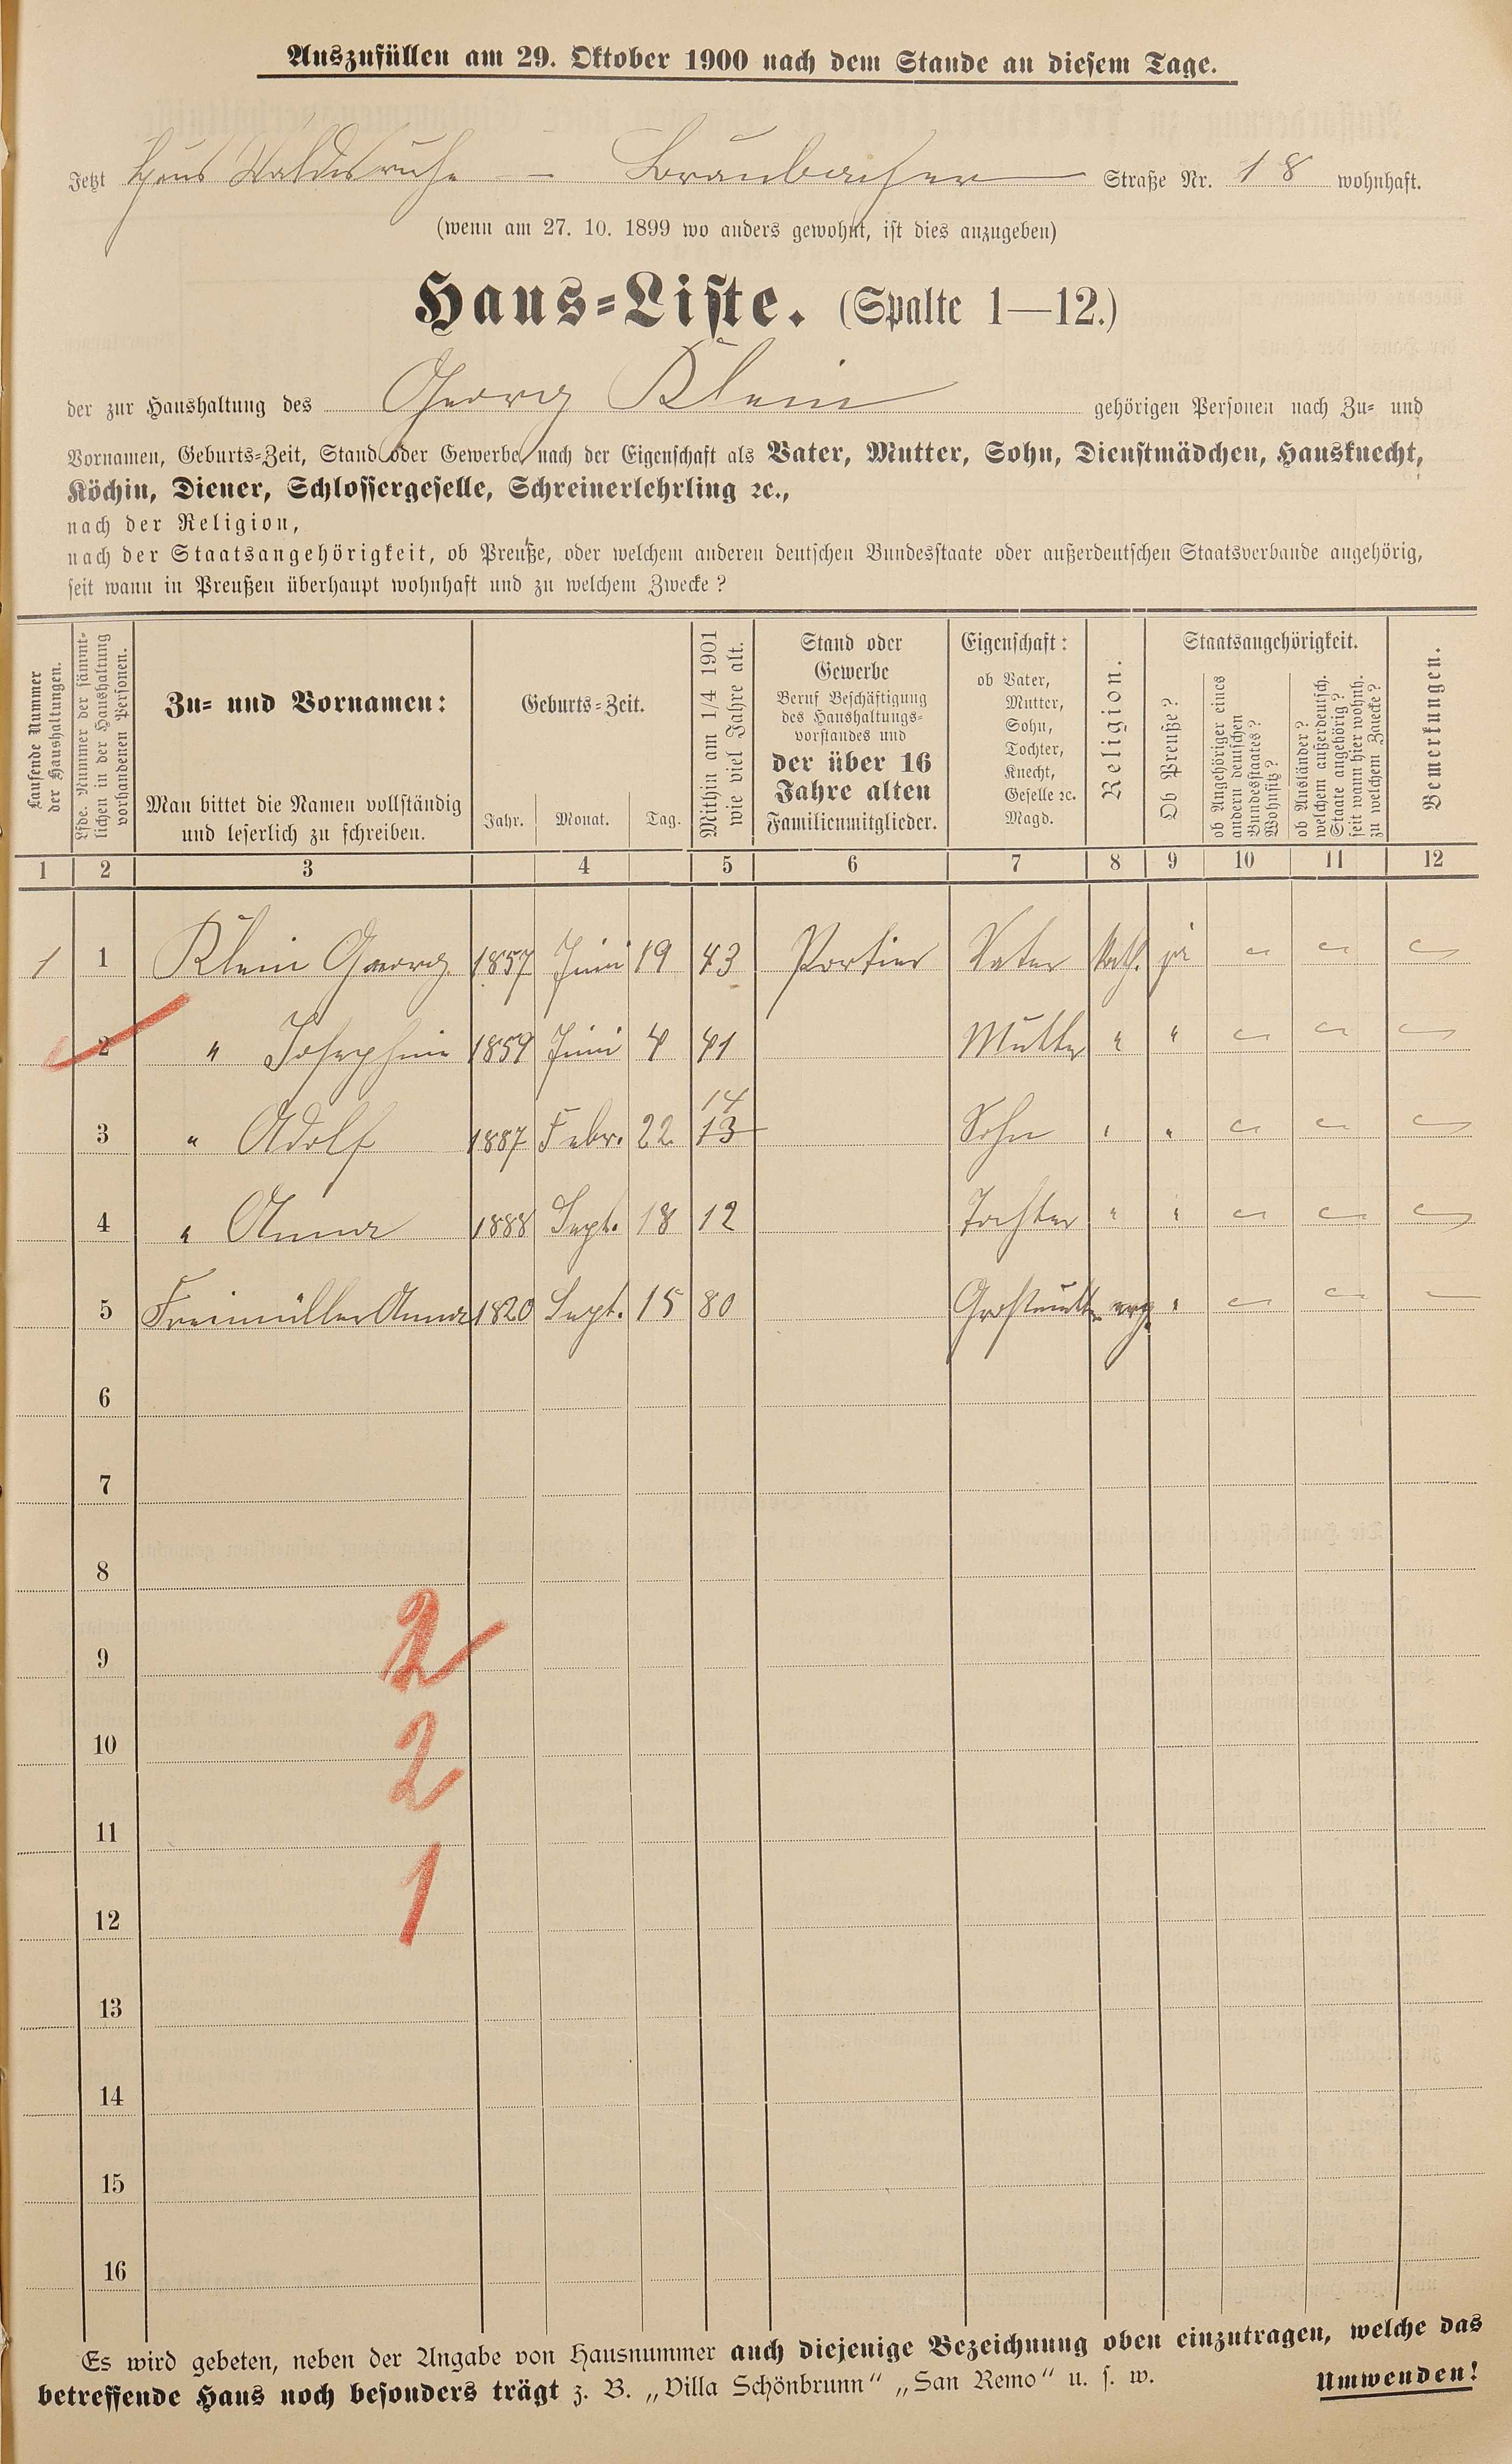 Auszufüllen am 29. Oktober 1900 nach dem Stande an diesem Tage.
Jetzt Haus Waldesruhe — Braubacher Straße Nr. 18 wohnhaft.
(wenn am 27. 10. 1899 wo anders gewohnt, ist dies anzugeben)
Haus=Liste. (Spalte 1—12.)
der zur Haushaltung des Georg Klein gehörigen Personen nach Zu= und
Vornamen, Geburts=Zeit, Stand oder Gewerbe, nach der Eigenschaft als Vater, Mutter, Sohn, Dienstmädchen, Hausknecht,
Köchin, Diener, Schlossergeselle, Schreinerlehrling ꝛc.,
nach der Religion,
nach der Staatsangehörigkeit, ob Preuße, oder welchem anderen deutschen Bundesstaate oder außerdeutschen Staatsverbande angehörig,
seit wann in Preußen überhaupt wohnhaft und zu welchem Zwecke?
Laufende Nummer
der Haushaltungen.
Lfde. Nummer der sämmt-
lichen in der Haushaltung
vorhandenen Personen.
Zu= und Vornamen:
Man bittet die Namen vollständig
und leserlich zu schreiben.
Geburts=Zeit.
Jahr. Monat. Tag.
Mithin am 1/4 1901
wie viel Jahre alt.
Stand oder
Gewerbe
Beruf Beschäftigung
des Haushaltungs=
vorstandes und
der über 16
Jahre alten
Familienmitglieder.
Eigenschaft:
ob Vater,
Mutter,
Sohn,
Tochter,
Knecht,
Geselle ꝛc.
Magd.
Religion.
Staatsangehörigkeit.
Ob Preuße?
ob Angehöriger eines
andern deutschen
Bundesstaates?
Wohnsitz?
ob Ausländer?
welchem außerdeutsch.
Staate angehörig?
seit wann hier wohnh.
zu welchem Zwecke?
Bemerkungen.
1 2 3 4 5 6 7 8 9 10 11 12
1 1 Klein Georg 1857 Juni 19 43 Portier Vater kath. ja
2 " Josephine 1859 Juni 4 41 Mutter " "
14
3 " Adolf 1887 Febr. 22 13 Sohn " "
4 " Anna 1888 Sept. 18 12 Tochter " "
5 Freimüller Anna 1820 Sept. 15 80 Großmutter evg. "
6
7
8
2
9
10 2
11
1
12
13
14
15
16
Es wird gebeten, neben der Angabe von Hausnummer auch diejenige Bezeichnung oben einzutragen, welche das
betreffende Haus noch besonders trägt z. B. „Villa Schönbrunn“ „San Remo“ u. s. w. Umwenden!